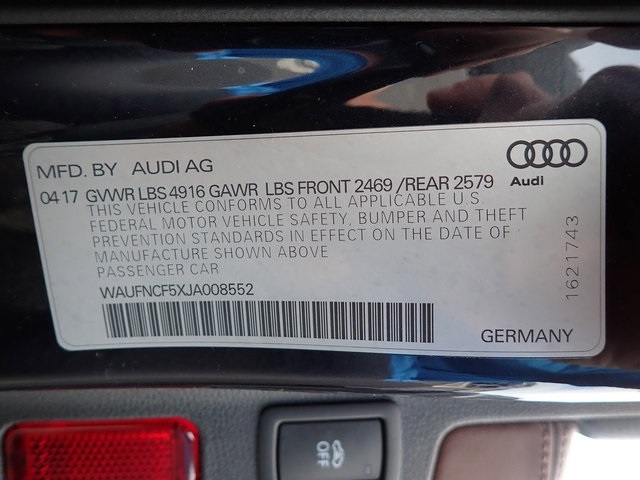 MFD. BY AUDI AG
Audi
04 17 GVWR LBS 4916 GAWR LBS FRONT 2469 /REAR 2579
THIS VEHICLE CONFORMS TO ALL APPLICABLE U.S
FEDERAL MOTOR VEHICLE SAFETY, BUMPER AND THEFT
PREVENTION STANDARDS IN EFFECT ON THE DATE OF
MANUFACTURE SHOWN ABOVE
PASSENGER CAR
WAUFNCF5XJA008552
GERMANY
1621743
OFF